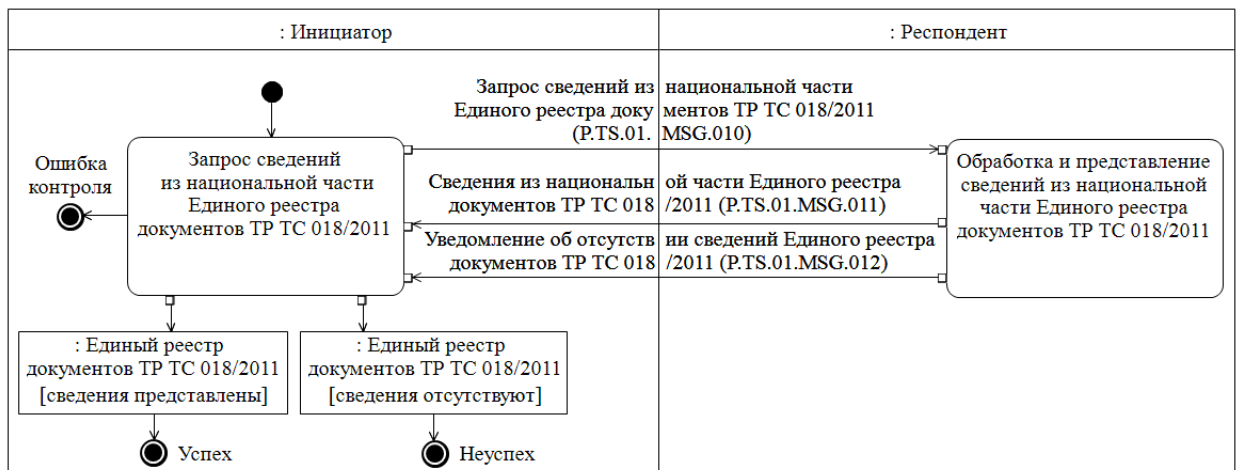 : Инициатор
: Респондент
Запрос сведений из национальной части
Единого реестра документов ТР ТС 018/2011
(P.TS.01. MSG.010)
Ошибка
контроля
Запрос сведений
из национальной части
Единого реестра
документов ТР ТС 018/2011
Сведения из национальной части Единого реестра
документов ТР ТС 018/2011 (P.TS.01.MSG.011)
Уведомление об отсутствии сведений Единого реестра
документов ТР ТС 018/2011 (P.TS.01.MSG.012)
Обработка и представление
сведений из национальной
части Единого реестра
документов ТР ТС 018/2011
: Единый реестр
документов ТР ТС 018/2011
[сведения представлены]
: Единый реестр
документов ТР ТС 018/2011
[сведения отсутствуют]
Успех
Неуспех